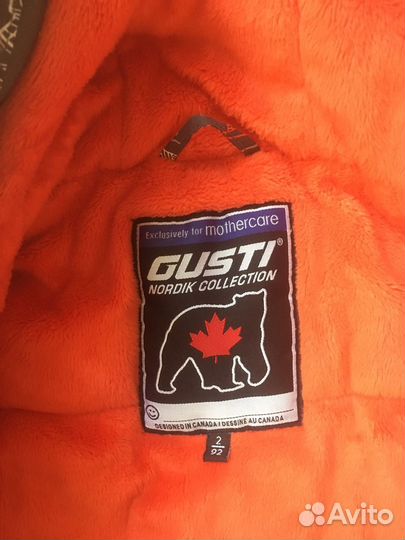 Exclusively for mothercare
GUSTI®
NORDIK COLLECTION
DESIGNED IN CANADA / DESSINÉ AU CANADA
2
92
Avito